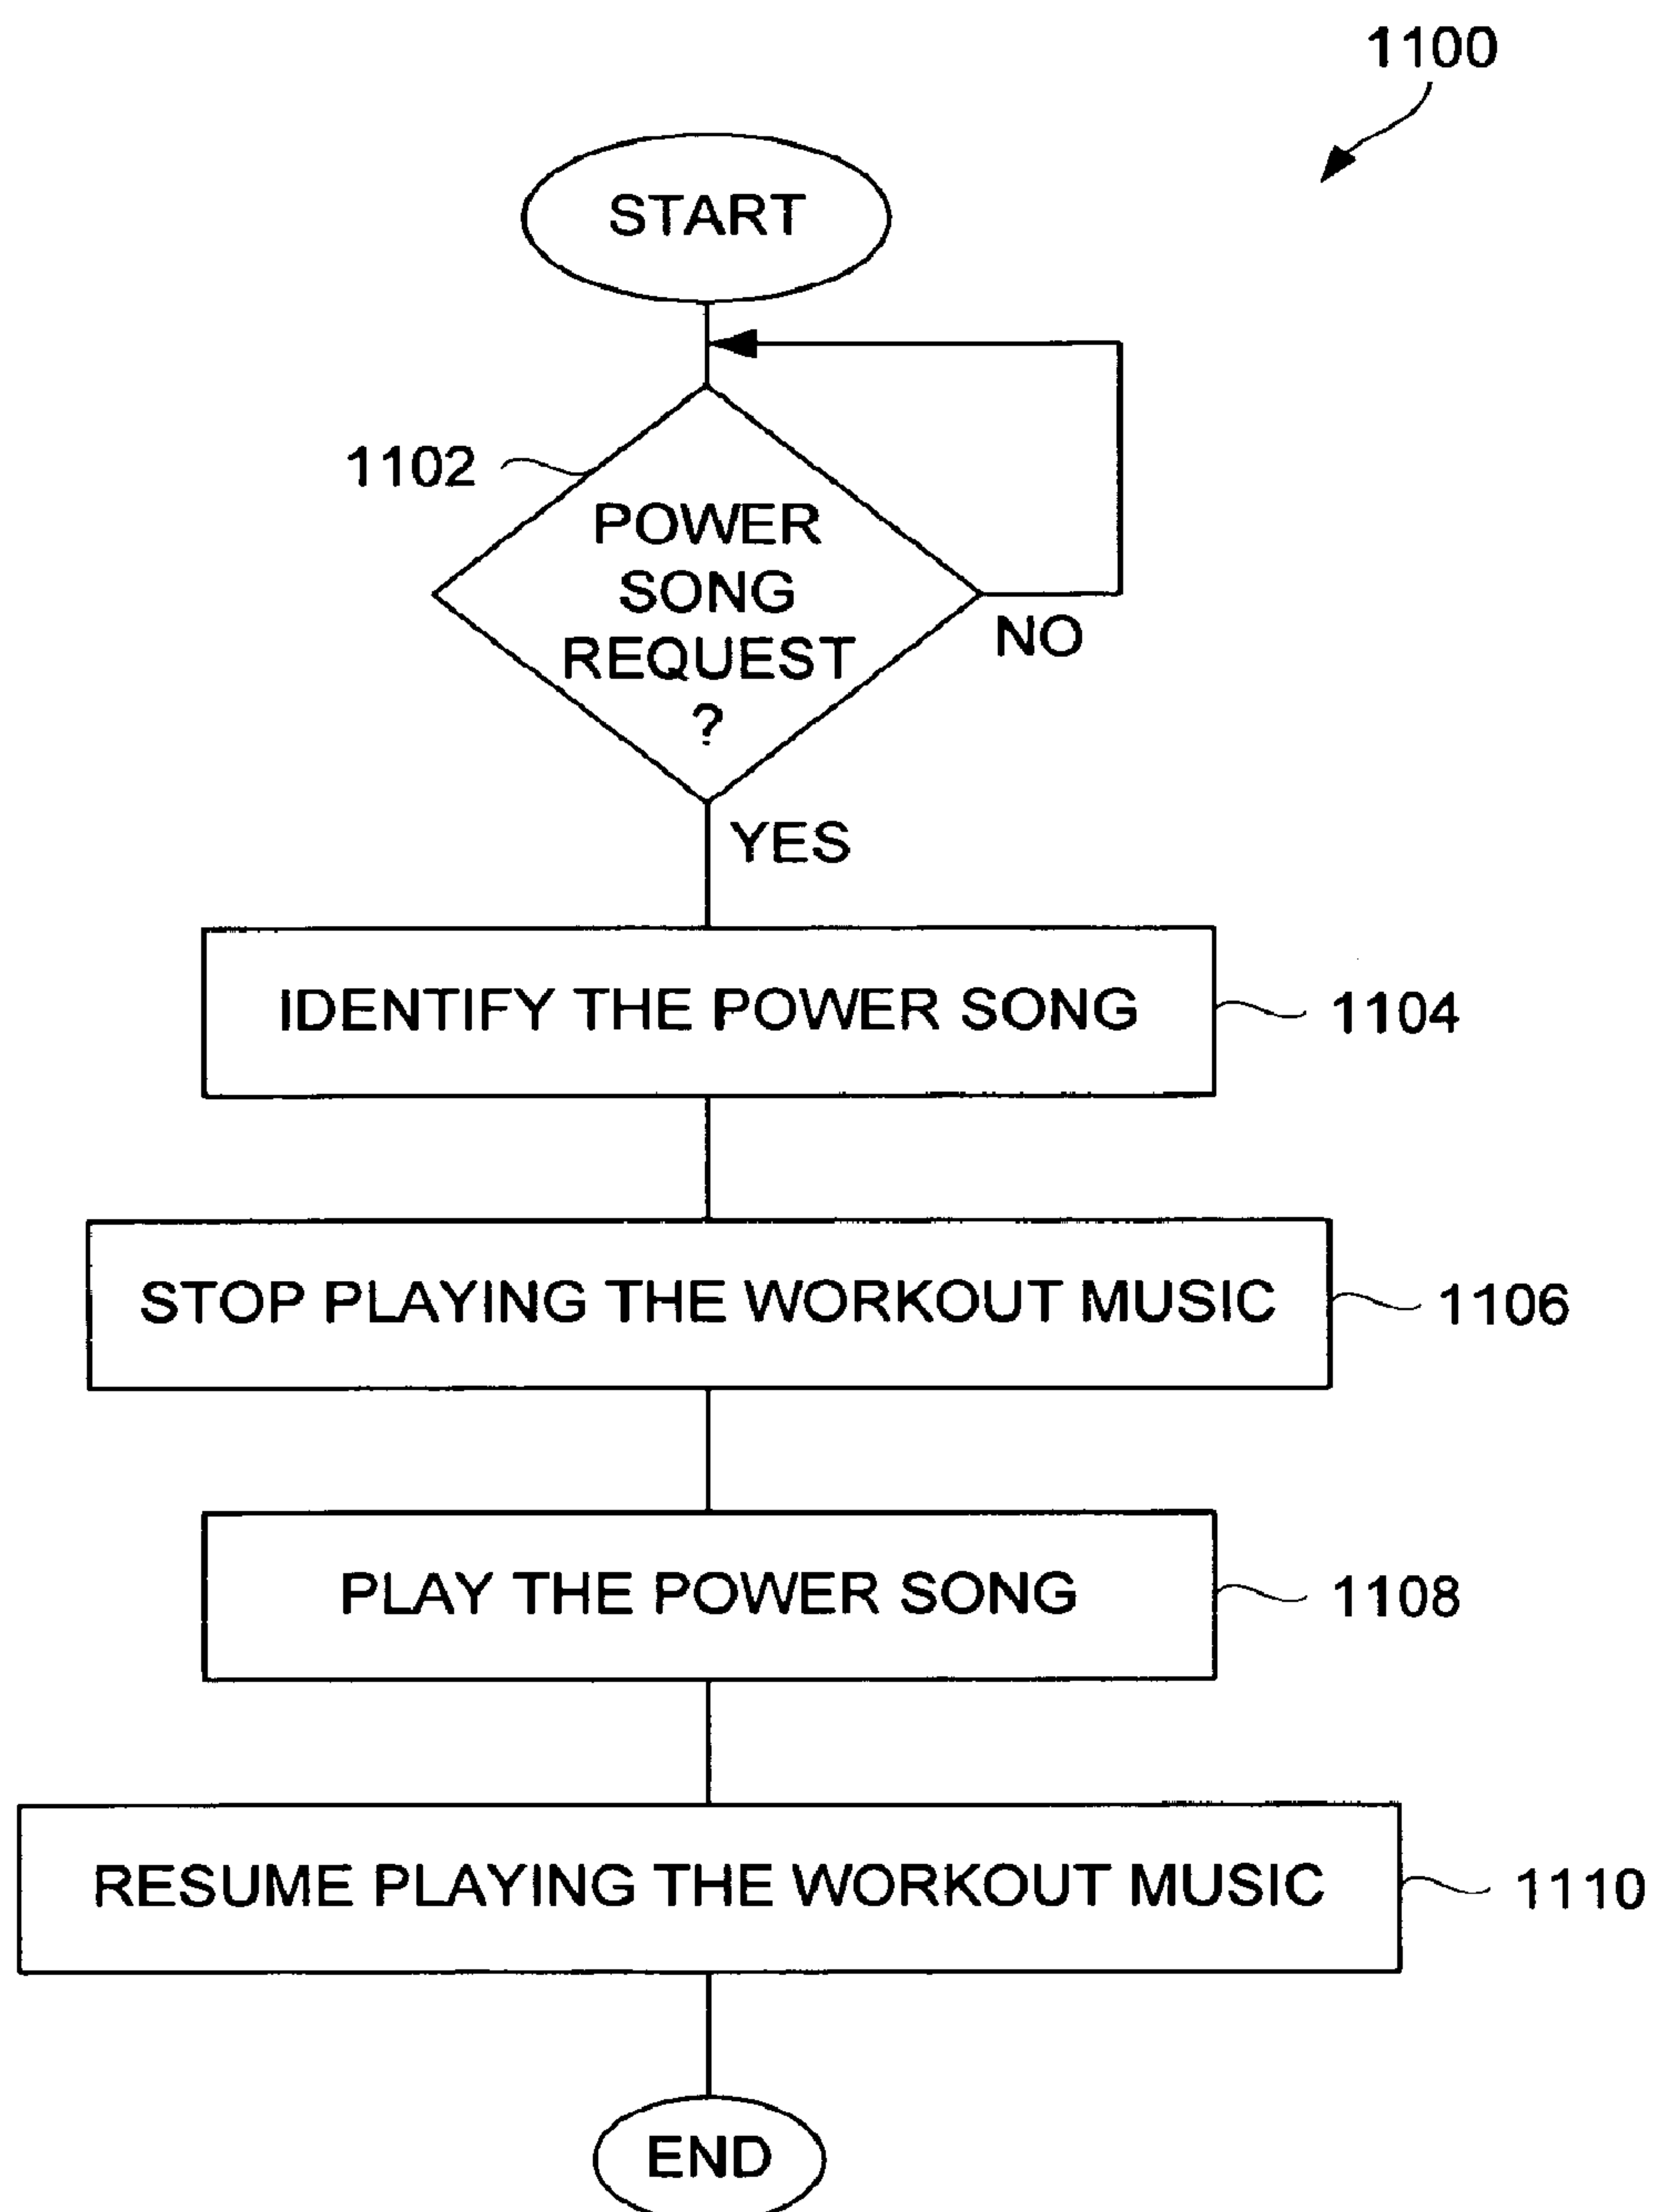 1100
START
1102
POWER
SONG
REQUEST
?
NO
YES
IDENTIFY THE POWER SONG
1104
STOP PLAYING THE WORKOUT MUSIC
1106
PLAY THE POWER SONG
1108
RESUME PLAYING THE WORKOUT MUSIC
1110
END